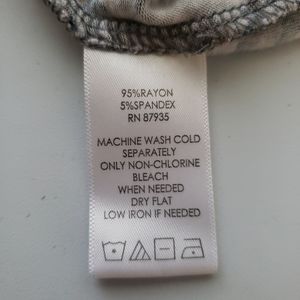 95%RAYON
5%SPANDEX
RN 87935
MACHINE WASH COLD
SEPARATELY
ONLY NON-CHLORINE
BLEACH
WHEN NEEDED
DRY FLAT
LOW IRON IF NEEDED